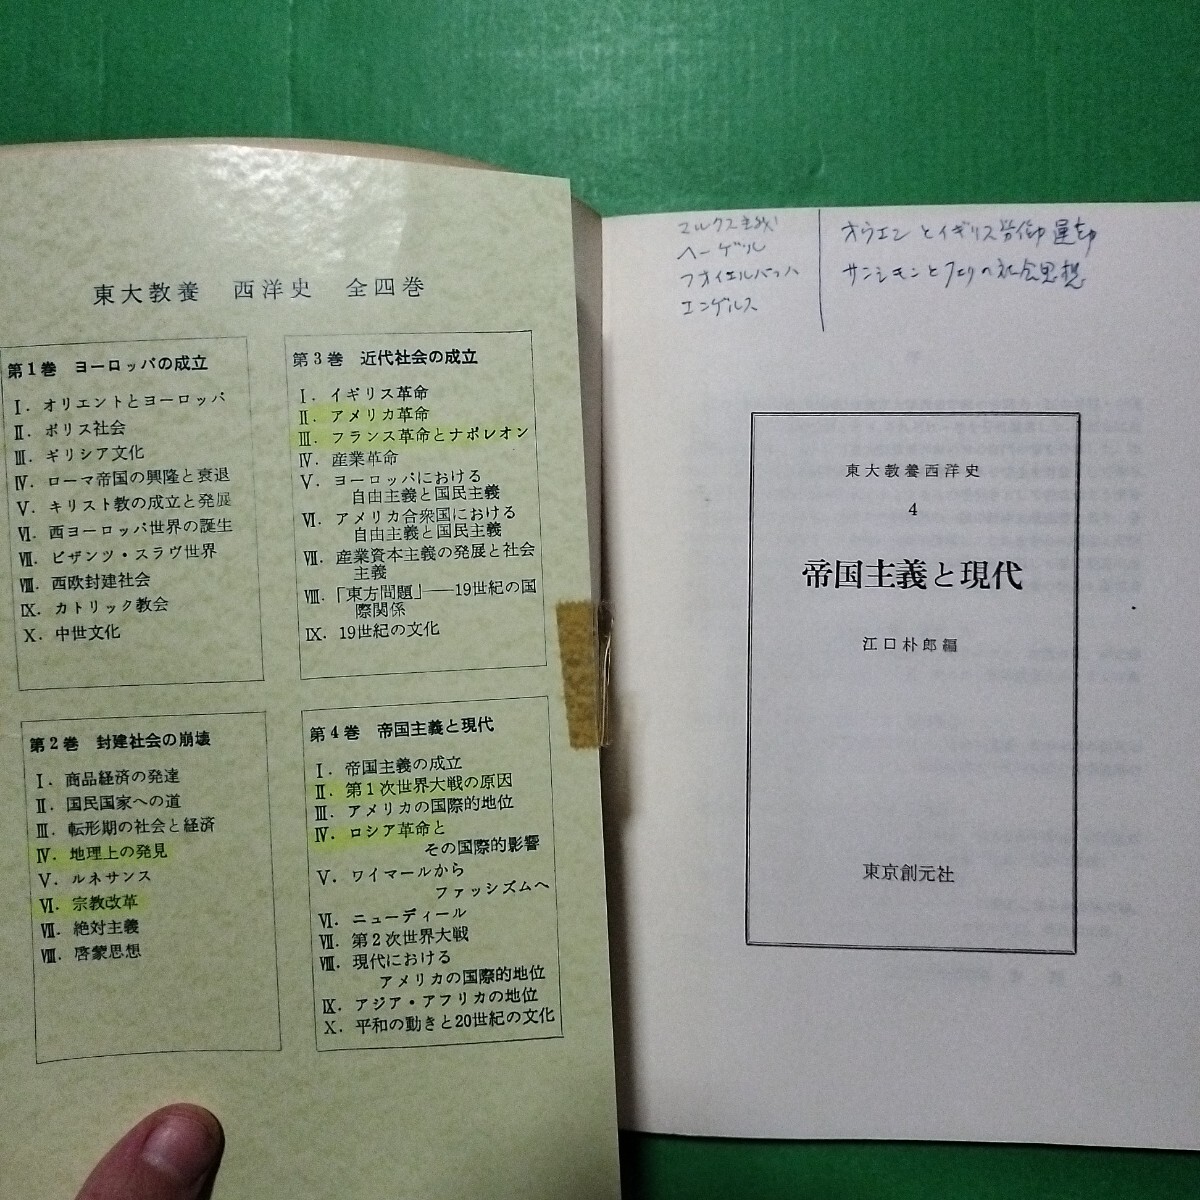 東大教養 西洋史 全四巻
第1巻 ヨーロッパの成立
Ⅰ. オリエントとヨーロッパ
Ⅱ. ポリス社会
Ⅲ. ギリシア文化
Ⅳ. ローマ帝国の興隆と衰退
Ⅴ. キリスト教の成立と発展
Ⅵ. 西ヨーロッパ世界の誕生
Ⅶ. ビザンツ・スラヴ世界
Ⅷ. 西欧封建社会
Ⅸ. カトリック教会
Ⅹ. 中世文化
第2巻 封建社会の崩壊
Ⅰ. 商品経済の発達
Ⅱ. 国民国家への道
Ⅲ. 転形期の社会と経済
Ⅳ. 地理上の発見
Ⅴ. ルネサンス
Ⅵ. 宗教改革
Ⅶ. 絶対主義
Ⅷ. 啓蒙思想
第3巻 近代社会の成立
Ⅰ. イギリス革命
Ⅱ. アメリカ革命
Ⅲ. フランス革命とナポレオン
Ⅳ. 産業革命
Ⅴ. ヨーロッパにおける
自由主義と国民主義
Ⅵ. アメリカ合衆国における
自由主義と国民主義
Ⅶ. 産業資本主義の発展と社会
主義
Ⅷ. 「東方問題」——19世紀の国
際関係
Ⅸ. 19世紀の文化
第4巻 帝国主義と現代
Ⅰ. 帝国主義の成立
Ⅱ. 第1次世界大戦の原因
Ⅲ. アメリカの国際的地位
Ⅳ. ロシア革命と
その国際的影響
Ⅴ. ワイマールから
ファッシズムへ
Ⅵ. ニューディール
Ⅶ. 第2次世界大戦
Ⅷ. 現代における
アメリカの国際的地位
Ⅸ. アジア・アフリカの地位
Ⅹ. 平和の動きと20世紀の文化
マルクス主義
ヘーゲル
フオイエルバッハ
エンゲルス
オウエンとイギリス労働運動
サンシモンとフェリの社会思想
東大教養西洋史
4
帝国主義と現代
江口朴郎編
東京創元社